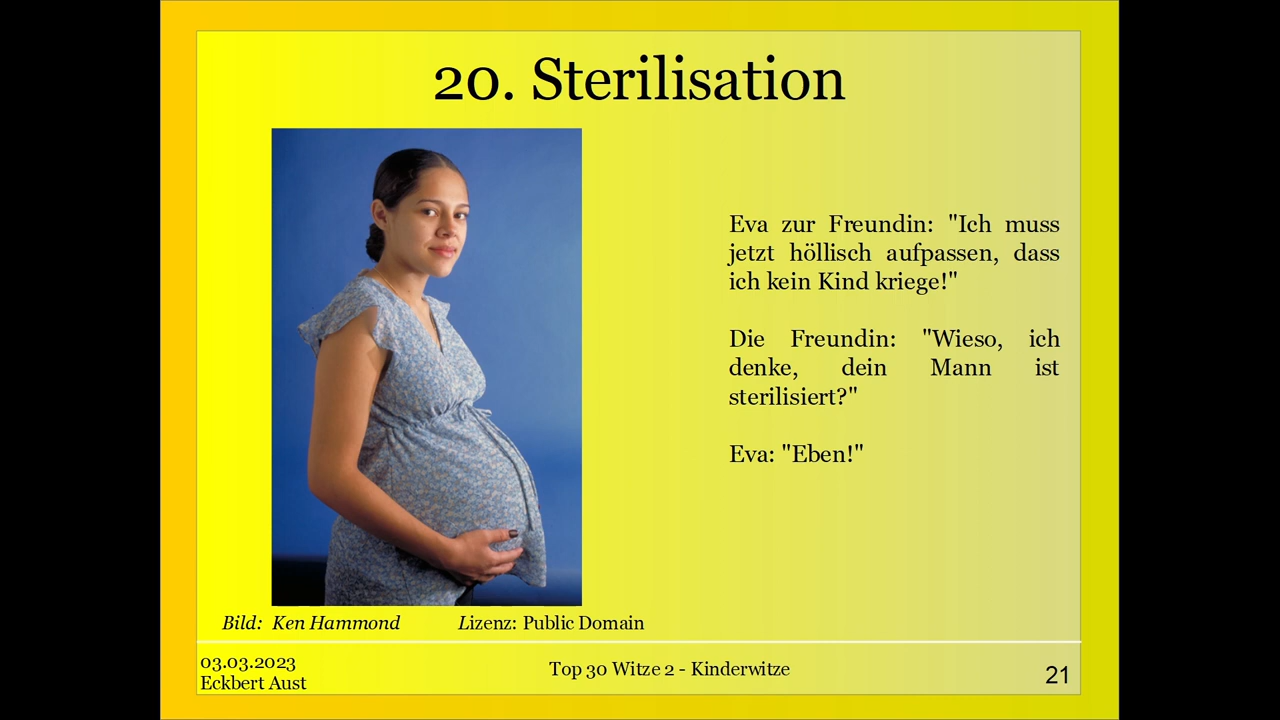 20. Sterilisation
Eva zur Freundin: "Ich muss
jetzt höllisch aufpassen, dass
ich kein Kind kriege!"
Die Freundin: "Wieso, ich
denke, dein Mann ist
sterilisiert?"
Eva: "Eben!"
Bild: Ken Hammond Lizenz: Public Domain
03.03.2023
Eckbert Aust
Top 30 Witze 2 - Kinderwitze
21